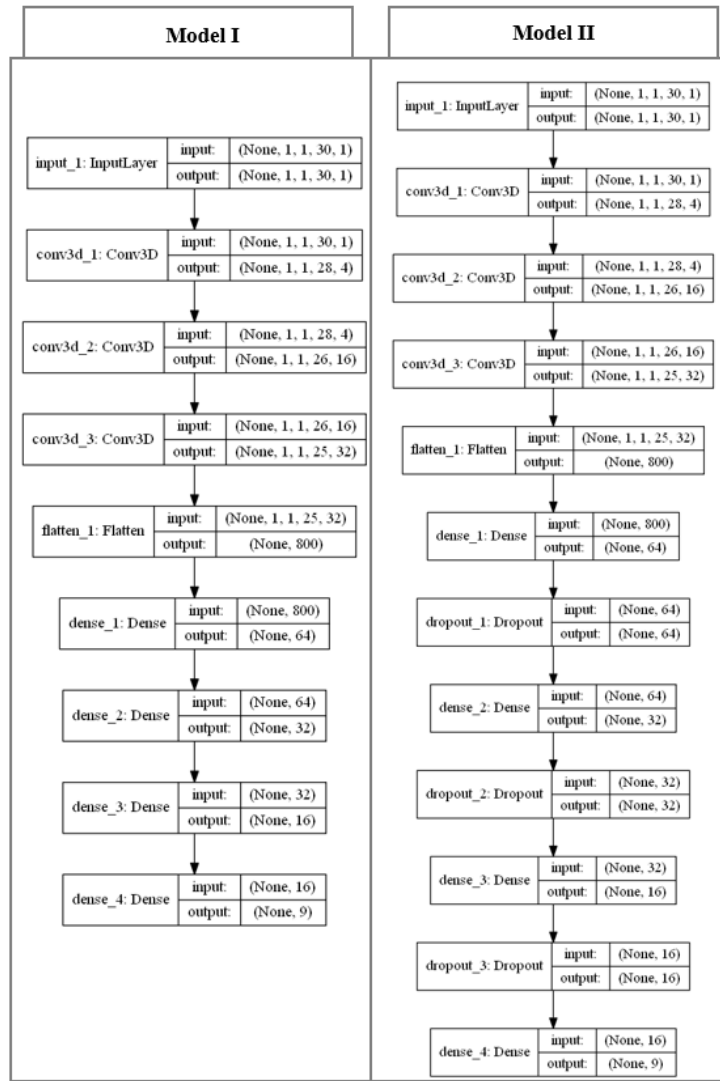 Model I
input_1: InputLayer input: (None, 1, 1, 30, 1)
output: (None, 1, 1, 30, 1)
conv3d_1: Conv3D input: (None, 1, 1, 30, 1)
output: (None, 1, 1, 28, 4)
conv3d_2: Conv3D input: (None, 1, 1, 28, 4)
output: (None, 1, 1, 26, 16)
conv3d_3: Conv3D input: (None, 1, 1, 26, 16)
output: (None, 1, 1, 25, 32)
flatten_1: Flatten input: (None, 1, 1, 25, 32)
output: (None, 800)
dense_1: Dense input: (None, 800)
output: (None, 64)
dense_2: Dense input: (None, 64)
output: (None, 32)
dense_3: Dense input: (None, 32)
output: (None, 16)
dense_4: Dense input: (None, 16)
output: (None, 9)
Model II
input_1: InputLayer input: (None, 1, 1, 30, 1)
output: (None, 1, 1, 30, 1)
conv3d_1: Conv3D input: (None, 1, 1, 30, 1)
output: (None, 1, 1, 28, 4)
conv3d_2: Conv3D input: (None, 1, 1, 28, 4)
output: (None, 1, 1, 26, 16)
conv3d_3: Conv3D input: (None, 1, 1, 26, 16)
output: (None, 1, 1, 25, 32)
flatten_1: Flatten input: (None, 1, 1, 25, 32)
output: (None, 800)
dense_1: Dense input: (None, 800)
output: (None, 64)
dropout_1: Dropout input: (None, 64)
output: (None, 64)
dense_2: Dense input: (None, 64)
output: (None, 32)
dropout_2: Dropout input: (None, 32)
output: (None, 32)
dense_3: Dense input: (None, 32)
output: (None, 16)
dropout_3: Dropout input: (None, 16)
output: (None, 16)
dense_4: Dense input: (None, 16)
output: (None, 9)